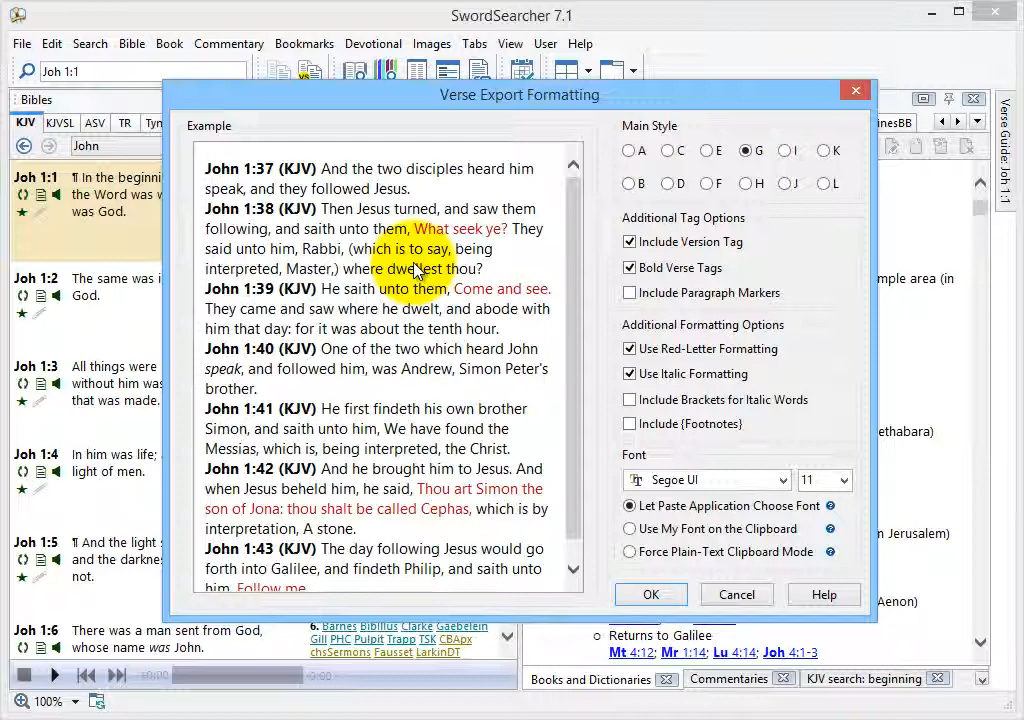 SwordSearcher 7.1
File Edit Search Bible Book Commentary Bookmarks Devotional Images Tabs View User Help
Joh 1:1
Bibles
KJV KJVSL ASV TR Tyn
John
Joh 1:1 ¶ In the beginni
the Word was w
was God.
Joh 1:2 The same was i
God.
Joh 1:3 All things were
without him was
that was made.
Joh 1:4 In him was life;
light of men.
Joh 1:5 ¶ And the light
and the darkne
not.
Joh 1:6 There was a man sent from God,
whose name was John.
6. Barnes Bibllus Clarke Gaebelein
Gill PHC Pulpit Trapp TSK CBApx
chsSermons Fausset LarkinDT
100%
Verse Export Formatting
Example
John 1:37 (KJV) And the two disciples heard him
speak, and they followed Jesus.
John 1:38 (KJV) Then Jesus turned, and saw them
following, and saith unto them, What seek ye? They
said unto him, Rabbi, (which is to say, being
interpreted, Master,) where dwellest thou?
John 1:39 (KJV) He saith unto them, Come and see.
They came and saw where he dwelt, and abode with
him that day: for it was about the tenth hour.
John 1:40 (KJV) One of the two which heard John
speak, and followed him, was Andrew, Simon Peter's
brother.
John 1:41 (KJV) He first findeth his own brother
Simon, and saith unto him, We have found the
Messias, which is, being interpreted, the Christ.
John 1:42 (KJV) And he brought him to Jesus. And
when Jesus beheld him, he said, Thou art Simon the
son of Jona: thou shalt be called Cephas, which is by
interpretation, A stone.
John 1:43 (KJV) The day following Jesus would go
forth into Galilee, and findeth Philip, and saith unto
him, Follow me.
Main Style
A C E G I K
B D F H J L
Additional Tag Options
Include Version Tag
Bold Verse Tags
Include Paragraph Markers
Additional Formatting Options
Use Red-Letter Formatting
Use Italic Formatting
Include Brackets for Italic Words
Include {Footnotes}
Font
Segoe UI 11
Let Paste Application Choose Font
Use My Font on the Clipboard
Force Plain-Text Clipboard Mode
OK Cancel Help
inesBB
Verse Guide: Joh 1:1
mple area (in
ethabara)
n Jerusalem)
Aenon)
Returns to Galilee
Mt 4:12; Mr 1:14; Lu 4:14; Joh 4:1-3
Books and Dictionaries Commentaries KJV search: beginning